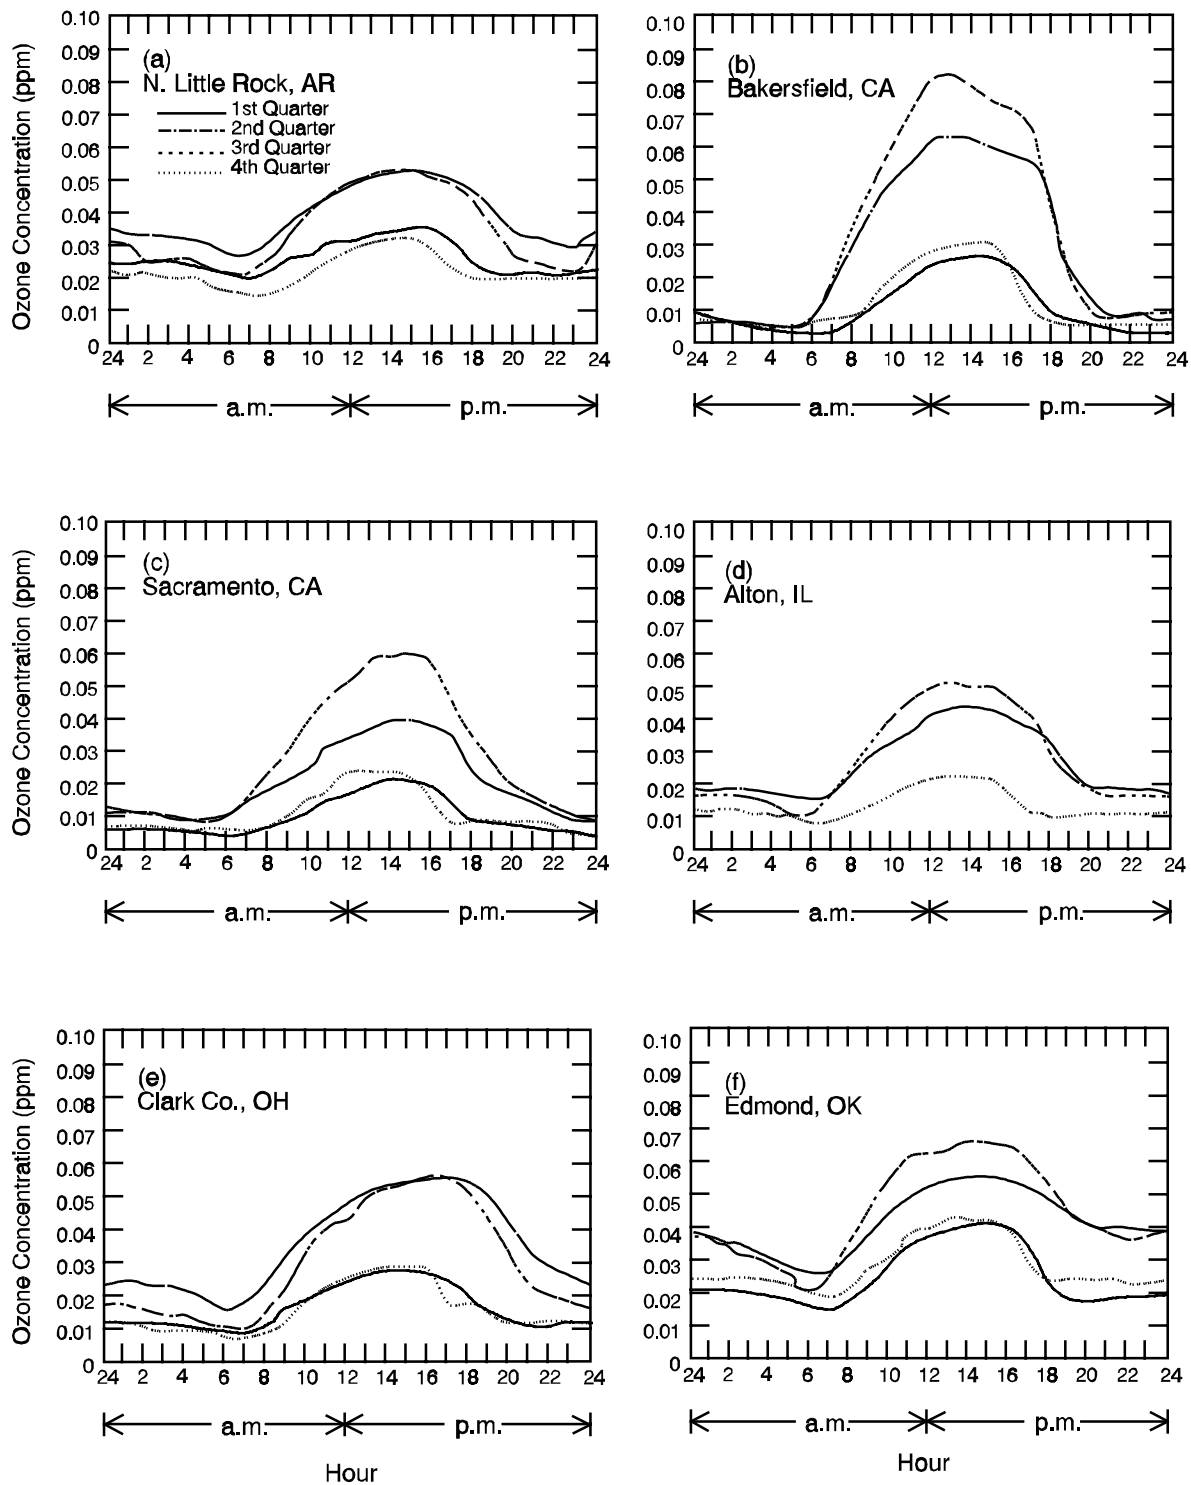 Ozone Concentration (ppm)
0.10
0.09
0.08
0.07
0.06
0.05
0.04
0.03
0.02
0.01
0
(a)
N. Little Rock, AR
1st Quarter
2nd Quarter
3rd Quarter
4th Quarter
24 2 4 6 8 10 12 14 16 18 20 22 24
a.m. p.m.
0.10
0.09
0.08
0.07
0.06
0.05
0.04
0.03
0.02
0.01
0
(b)
Bakersfield, CA
24 2 4 6 8 10 12 14 16 18 20 22 24
a.m. p.m.
Ozone Concentration (ppm)
0.10
0.09
0.08
0.07
0.06
0.05
0.04
0.03
0.02
0.01
0
(c)
Sacramento, CA
24 2 4 6 8 10 12 14 16 18 20 22 24
a.m. p.m.
0.10
0.09
0.08
0.07
0.06
0.05
0.04
0.03
0.02
0.01
0
(d)
Alton, IL
24 2 4 6 8 10 12 14 16 18 20 22 24
a.m. p.m.
Ozone Concentration (ppm)
0.10
0.09
0.08
0.07
0.06
0.05
0.04
0.03
0.02
0.01
0
(e)
Clark Co., OH
24 2 4 6 8 10 12 14 16 18 20 22 24
a.m. p.m.
Hour
0.10
0.09
0.08
0.07
0.06
0.05
0.04
0.03
0.02
0.01
0
(f)
Edmond, OK
24 2 4 6 8 10 12 14 16 18 20 22 24
a.m. p.m.
Hour